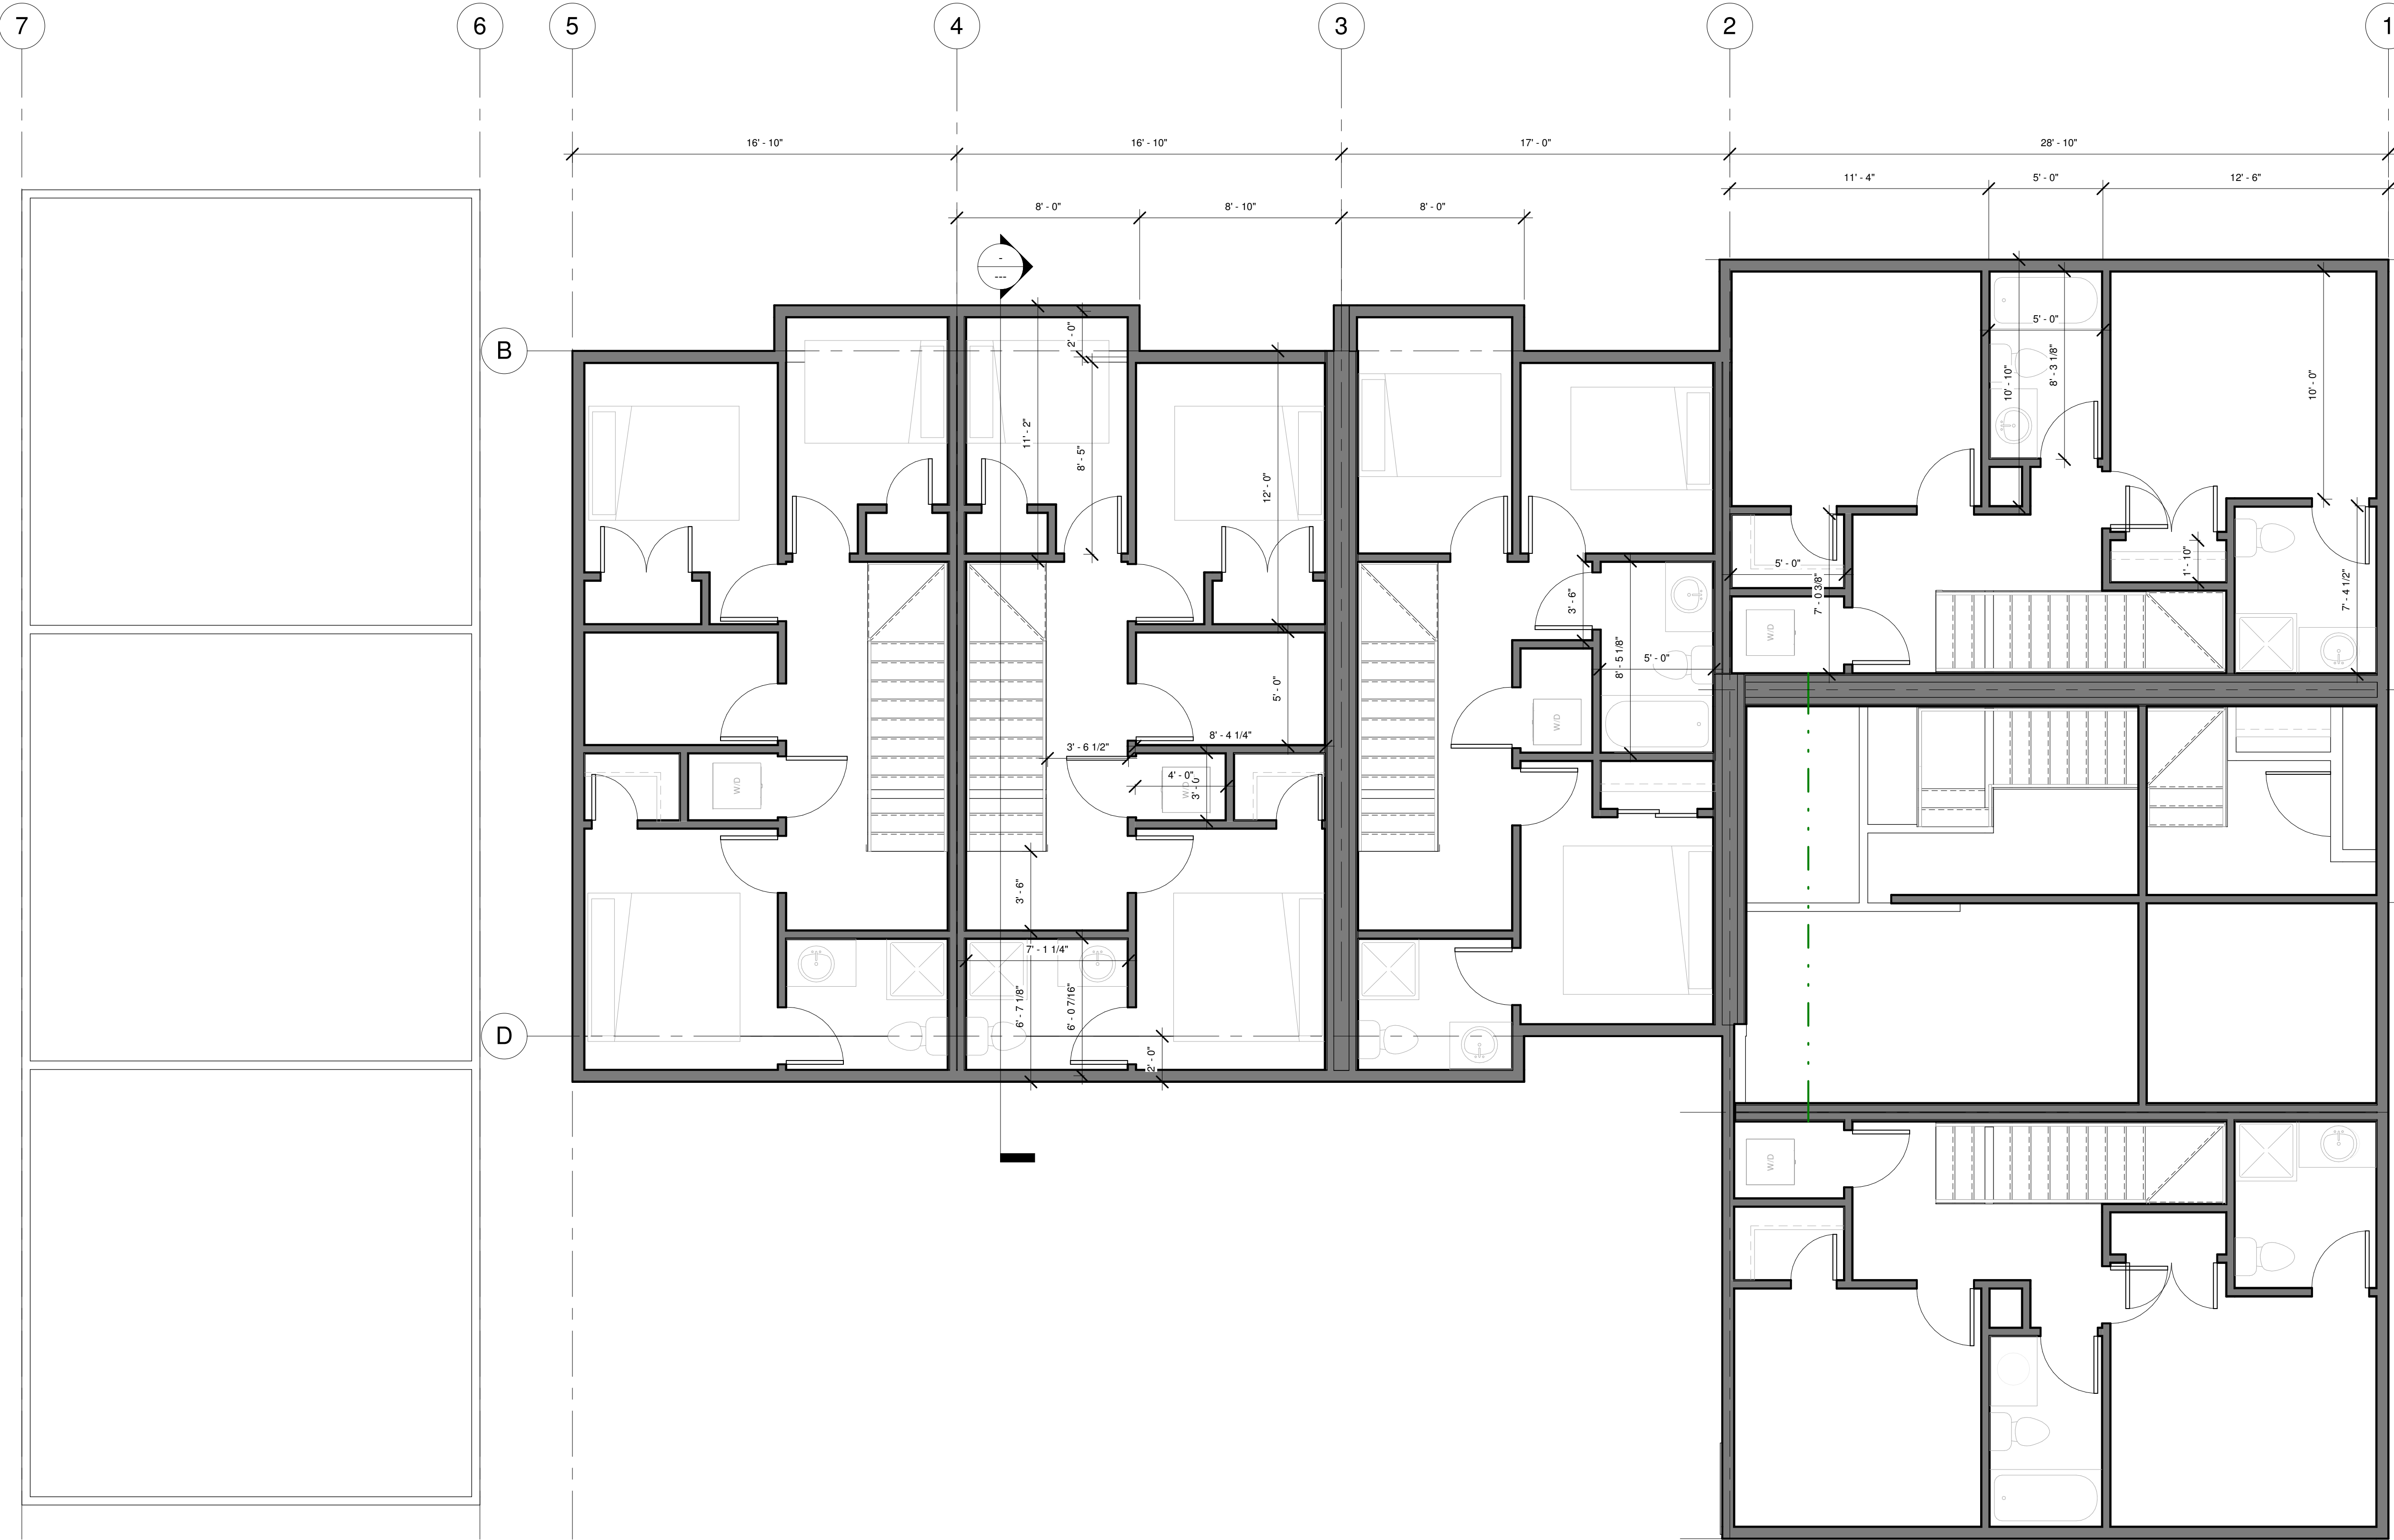 7 6 5 4 3 2 1
16' - 10" 16' - 10" 17' - 0" 28' - 10"
11' - 4" 5' - 0" 12' - 6"
8' - 0" 8' - 10" 8' - 0"
-
---
B
2' - 0"
11' - 2"
8' - 5"
12' - 0"
5' - 0"
8' - 3 1/8"
10' - 10"
10' - 0"
5' - 0"
7' - 0 3/8"
1' - 10"
7' - 4 1/2"
3' - 6"
8' - 5 1/8"
5' - 0"
W/D
5' - 0"
8' - 4 1/4"
3' - 6 1/2"
4' - 0"
3' - 0"
W/D
W/D
W/D
3' - 6"
7' - 1 1/4"
6' - 7 1/8"
6' - 0 7/16"
2' - 0"
D
W/D